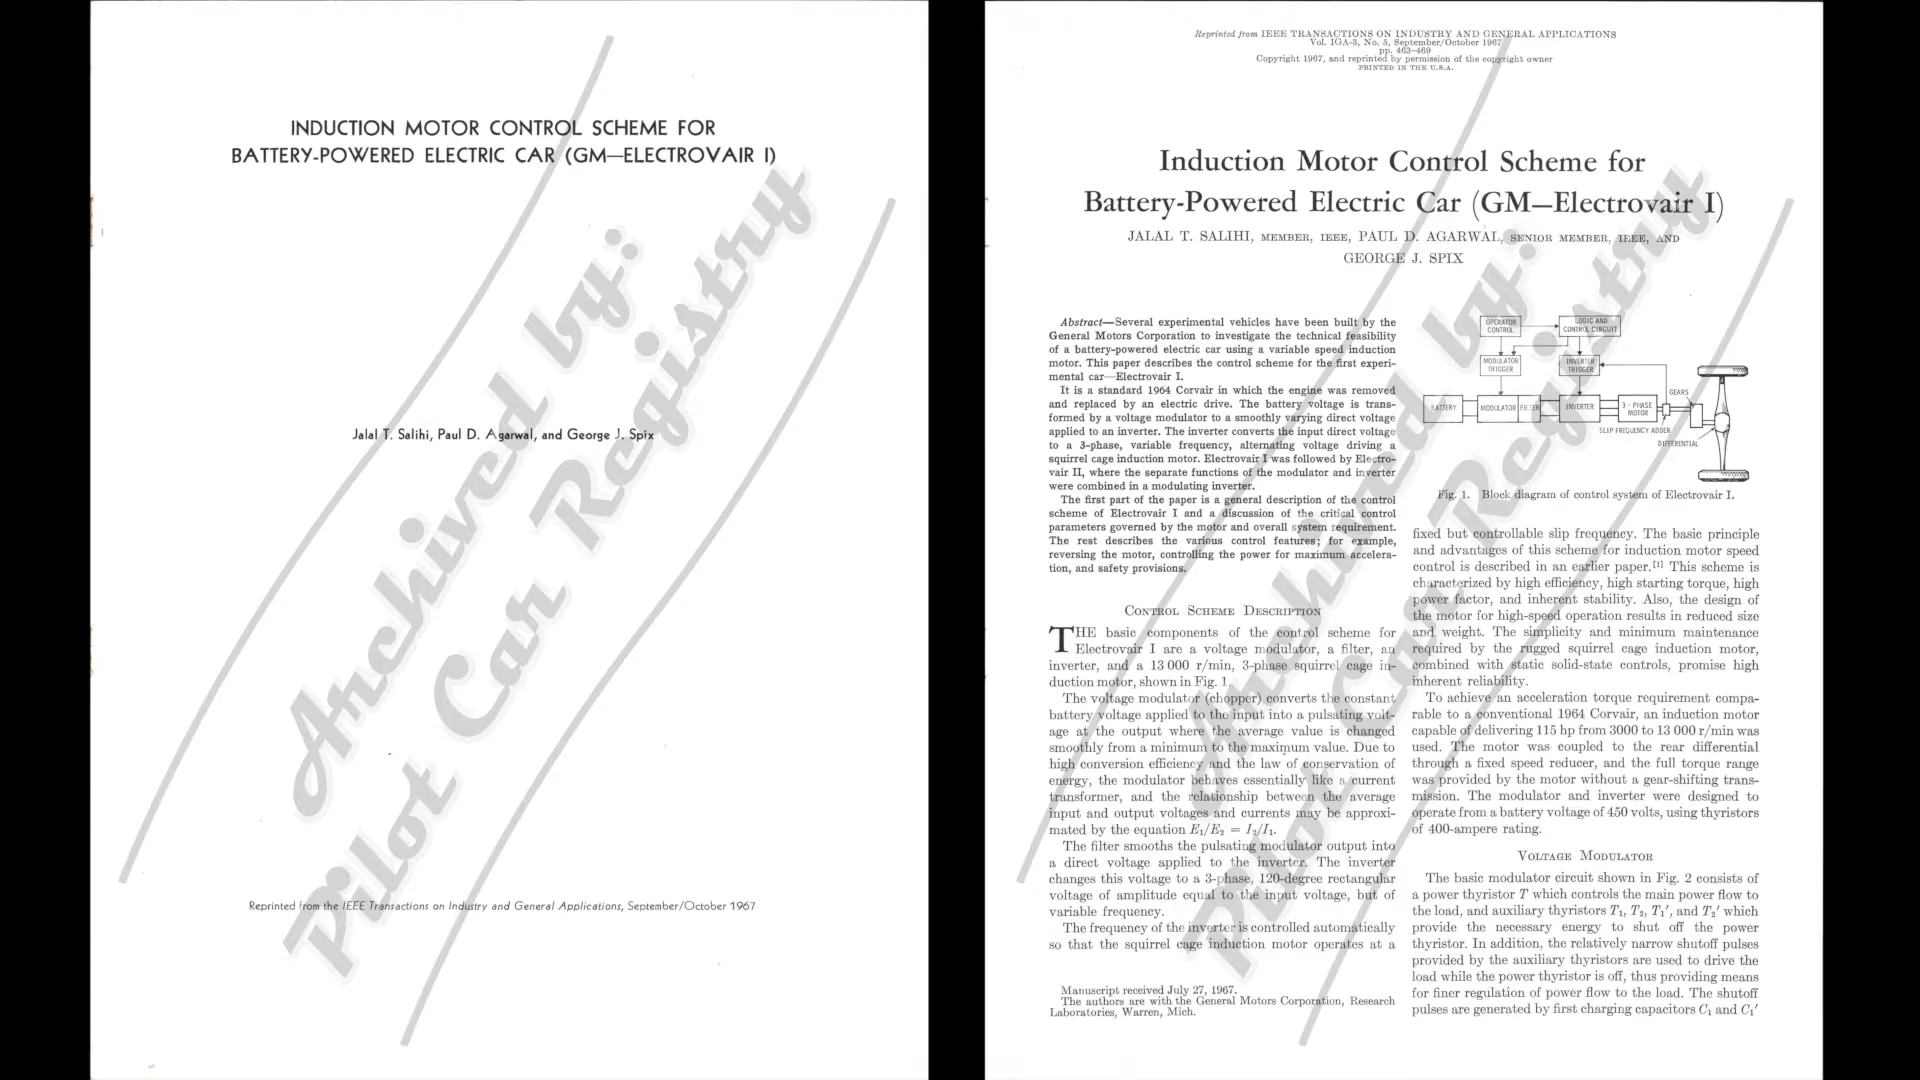 INDUCTION MOTOR CONTROL SCHEME FOR
BATTERY-POWERED ELECTRIC CAR (GM—ELECTROVAIR I)
Jalal T. Salihi, Paul D. Agarwal, and George J. Spix
Reprinted from the IEEE Transactions on Industry and General Applications, September/October 1967
Archived by:
Pilot Car Registry
Reprinted from IEEE TRANSACTIONS ON INDUSTRY AND GENERAL APPLICATIONS
Vol. IGA-3, No. 5, September/October 1967
pp. 463-469
Copyright 1967, and reprinted by permission of the copyright owner
PRINTED IN THE U.S.A.
Induction Motor Control Scheme for
Battery-Powered Electric Car (GM—Electrovair I)
JALAL T. SALIHI, MEMBER, IEEE, PAUL D. AGARWAL, SENIOR MEMBER, IEEE, AND
GEORGE J. SPIX
Abstract—Several experimental vehicles have been built by the
General Motors Corporation to investigate the technical feasibility
of a battery-powered electric car using a variable speed induction
motor. This paper describes the control scheme for the first experi-
mental car—Electrovair I.
It is a standard 1964 Corvair in which the engine was removed
and replaced by an electric drive. The battery voltage is trans-
formed by a voltage modulator to a smoothly varying direct voltage
applied to an inverter. The inverter converts the input direct voltage
to a 3-phase, variable frequency, alternating voltage driving a
squirrel cage induction motor. Electrovair I was followed by Electro-
vair II, where the separate functions of the modulator and inverter
were combined in a modulating inverter.
The first part of the paper is a general description of the control
scheme of Electrovair I and a discussion of the critical control
parameters governed by the motor and overall system requirement.
The rest describes the various control features; for example,
reversing the motor, controlling the power for maximum accelera-
tion, and safety provisions.
CONTROL SCHEME DESCRIPTION
THE basic components of the control scheme for
Electrovair I are a voltage modulator, a filter, an
inverter, and a 13 000 r/min, 3-phase squirrel cage in-
duction motor, shown in Fig. 1.
The voltage modulator (chopper) converts the constant
battery voltage applied to the input into a pulsating volt-
age at the output where the average value is changed
smoothly from a minimum to the maximum value. Due to
high conversion efficiency and the law of conservation of
energy, the modulator behaves essentially like a current
transformer, and the relationship between the average
input and output voltages and currents may be approxi-
mated by the equation E₁/E₂ = I₂/I₁.
The filter smooths the pulsating modulator output into
a direct voltage applied to the inverter. The inverter
changes this voltage to a 3-phase, 120-degree rectangular
voltage of amplitude equal to the input voltage, but of
variable frequency.
The frequency of the inverter is controlled automatically
so that the squirrel cage induction motor operates at a
Manuscript received July 27, 1967.
The authors are with the General Motors Corporation, Research
Laboratories, Warren, Mich.
OPERATOR
CONTROL
LOGIC AND
CONTROL CIRCUIT
MODULATOR
TRIGGER
INVERTER
TRIGGER
BATTERY
MODULATOR
FILTER
INVERTER
3 - PHASE
MOTOR
GEARS
SLIP FREQUENCY ADDER
DIFFERENTIAL
Fig. 1. Block diagram of control system of Electrovair I.
fixed but controllable slip frequency. The basic principle
and advantages of this scheme for induction motor speed
control is described in an earlier paper.[1] This scheme is
characterized by high efficiency, high starting torque, high
power factor, and inherent stability. Also, the design of
the motor for high-speed operation results in reduced size
and weight. The simplicity and minimum maintenance
required by the rugged squirrel cage induction motor,
combined with static solid-state controls, promise high
inherent reliability.
To achieve an acceleration torque requirement compa-
rable to a conventional 1964 Corvair, an induction motor
capable of delivering 115 hp from 3000 to 13 000 r/min was
used. The motor was coupled to the rear differential
through a fixed speed reducer, and the full torque range
was provided by the motor without a gear-shifting trans-
mission. The modulator and inverter were designed to
operate from a battery voltage of 450 volts, using thyristors
of 400-ampere rating.
VOLTAGE MODULATOR
The basic modulator circuit shown in Fig. 2 consists of
a power thyristor T which controls the main power flow to
the load, and auxiliary thyristors T₁, T₂, T₁′, and T₂′ which
provide the necessary energy to shut off the power
thyristor. In addition, the relatively narrow shutoff pulses
provided by the auxiliary thyristors are used to drive the
load while the power thyristor is off, thus providing means
for finer regulation of power flow to the load. The shutoff
pulses are generated by first charging capacitors C₁ and C₁′
Archived by:
Pilot Car Registry